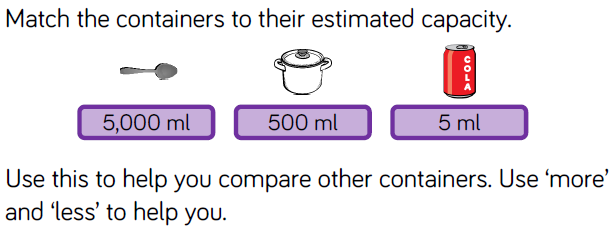 Match the containers to their estimated capacity.
COLA
5,000 ml 500 ml 5 ml
Use this to help you compare other containers. Use ‘more’
and ‘less’ to help you.